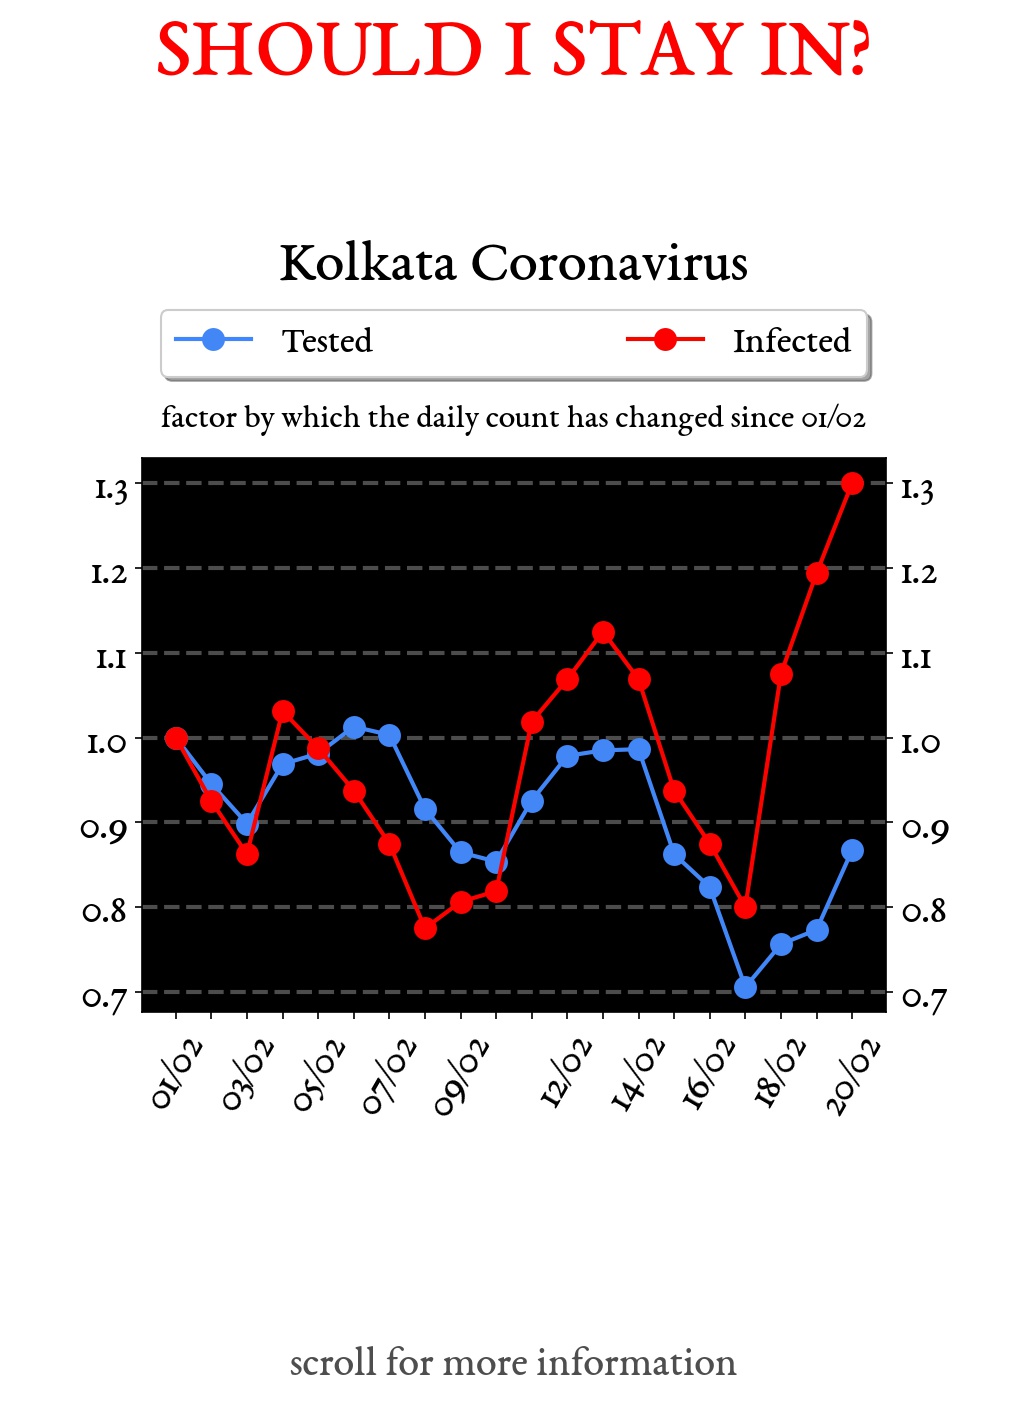 SHOULD I STAY IN?
Kolkata Coronavirus
Tested Infected
factor by which the daily count has changed since 01/02
1.3 1.3
1.2 1.2
1.1 1.1
1.0 1.0
0.9 0.9
0.8 0.8
0.7 0.7
01/02 03/02 05/02 07/02 09/02 12/02 14/02 16/02 18/02 20/02
scroll for more information